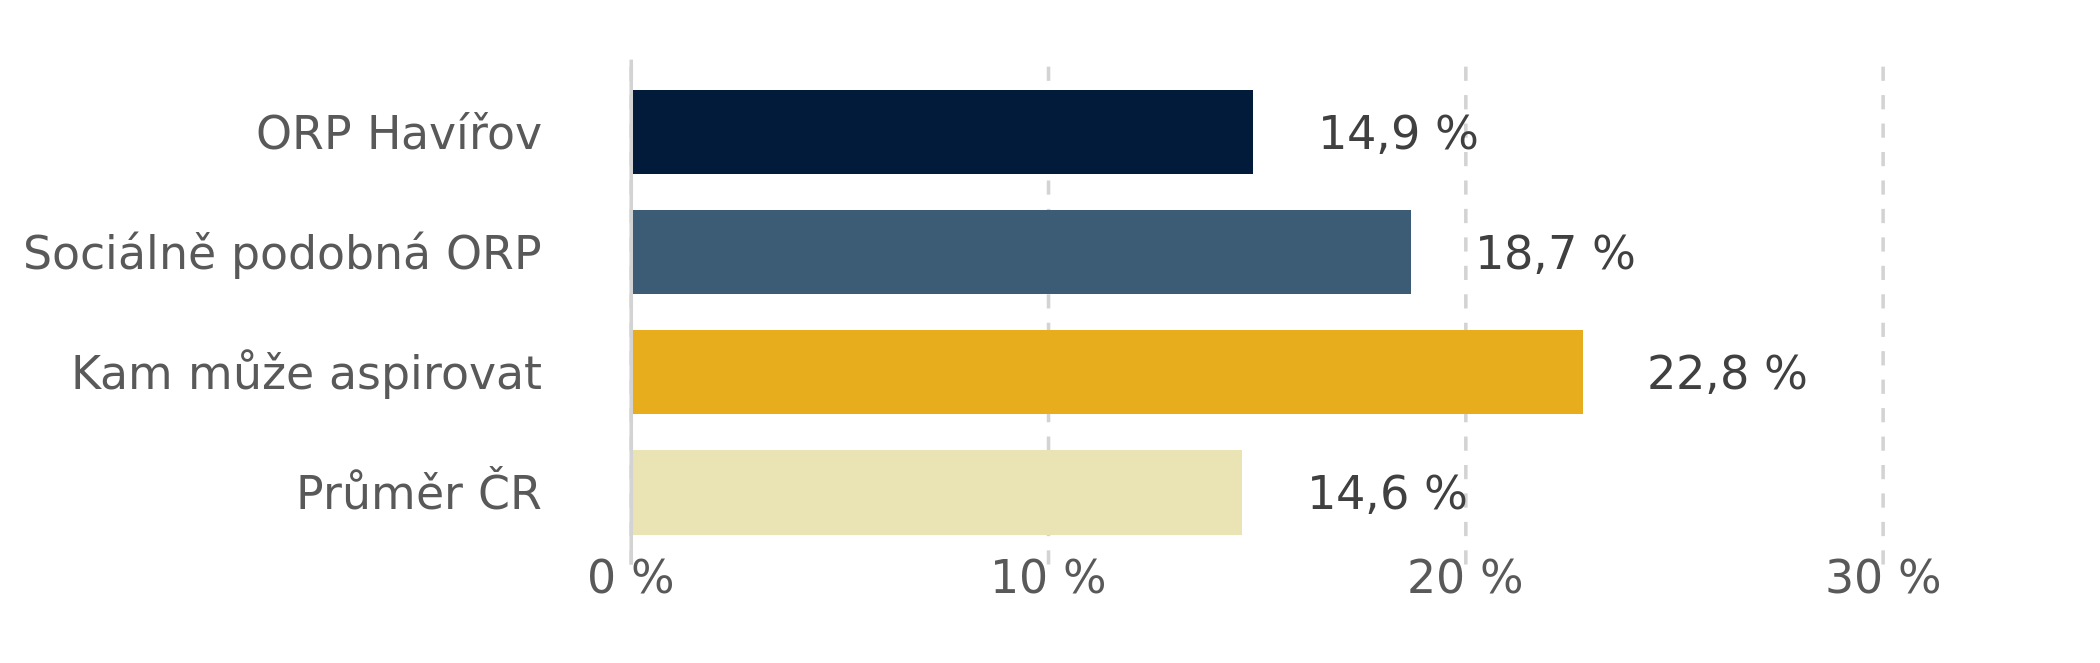 ORP Havířov 14,9 %
Sociálně podobná ORP 18,7 %
Kam může aspirovat 22,8 %
Průměr ČR 14,6 %
0 % 10 % 20 % 30 %